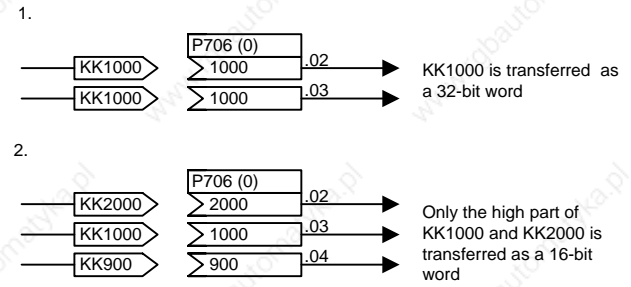 1.
P706 (0)
KK1000 1000 .02
KK1000 1000 .03
KK1000 is transferred as
a 32-bit word
2.
P706 (0)
KK2000 2000 .02
KK1000 1000 .03
KK900 900 .04
Only the high part of
KK1000 and KK2000 is
transferred as a 16-bit
word